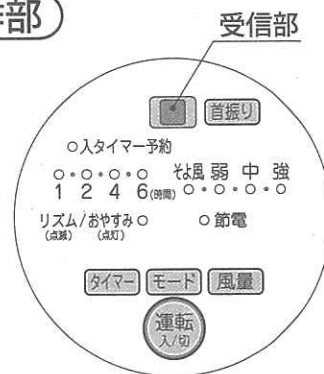 作部
受信部
首振り
入タイマー予約
1 2 4 6(時間)
そよ風 弱 中 強
リズム/おやすみ
(点滅) (点灯)
節電
タイマー モード 風量
運転
入/切